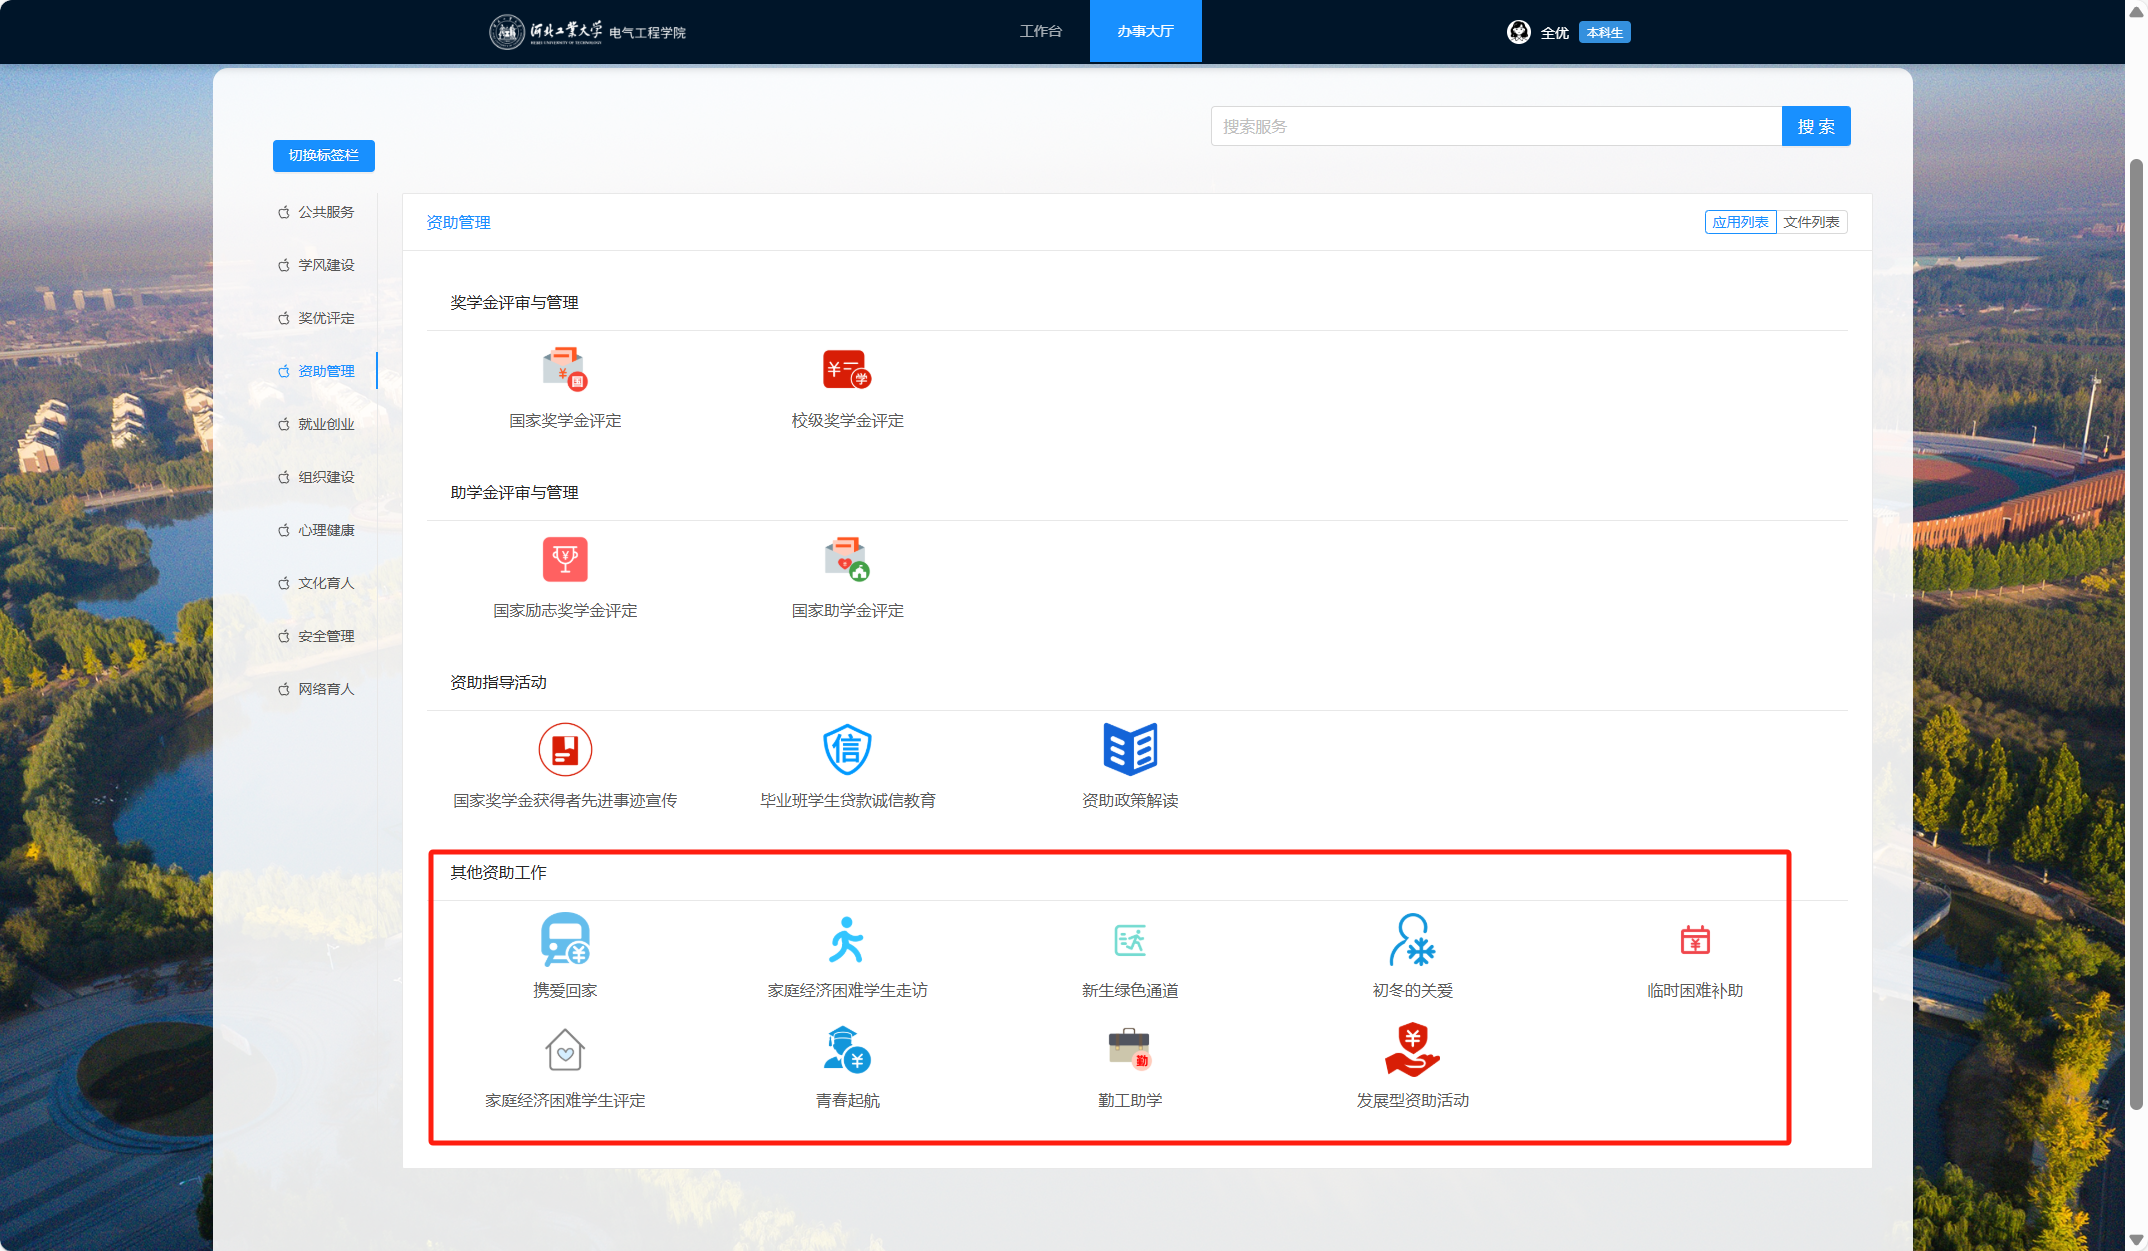 河北工業大学 电气工程学院
HEBEI UNIVERSITY OF TECHNOLOGY
工作台
办事大厅
全优
本科生
搜索服务
搜 索
切换标签栏
公共服务
学风建设
奖优评定
资助管理
就业创业
组织建设
心理健康
文化育人
安全管理
网络育人
资助管理
应用列表 文件列表
奖学金评审与管理
¥ 国
¥ 学
国家奖学金评定 校级奖学金评定
助学金评审与管理
¥
国家励志奖学金评定 国家助学金评定
资助指导活动
信
国家奖学金获得者先进事迹宣传 毕业班学生贷款诚信教育 资助政策解读
其他资助工作
¥ ¥
携爱回家 家庭经济困难学生走访 新生绿色通道 初冬的关爱 临时困难补助
¥ 勤 ¥
家庭经济困难学生评定 青春起航 勤工助学 发展型资助活动